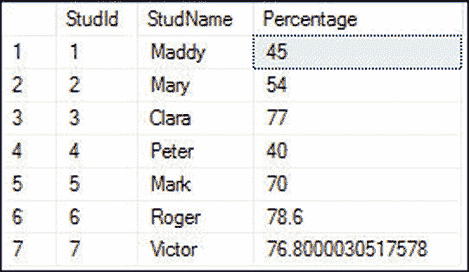 StudId StudName Percentage
1 1 Maddy 45
2 2 Mary 54
3 3 Clara 77
4 4 Peter 40
5 5 Mark 70
6 6 Roger 78.6
7 7 Victor 76.8000030517578